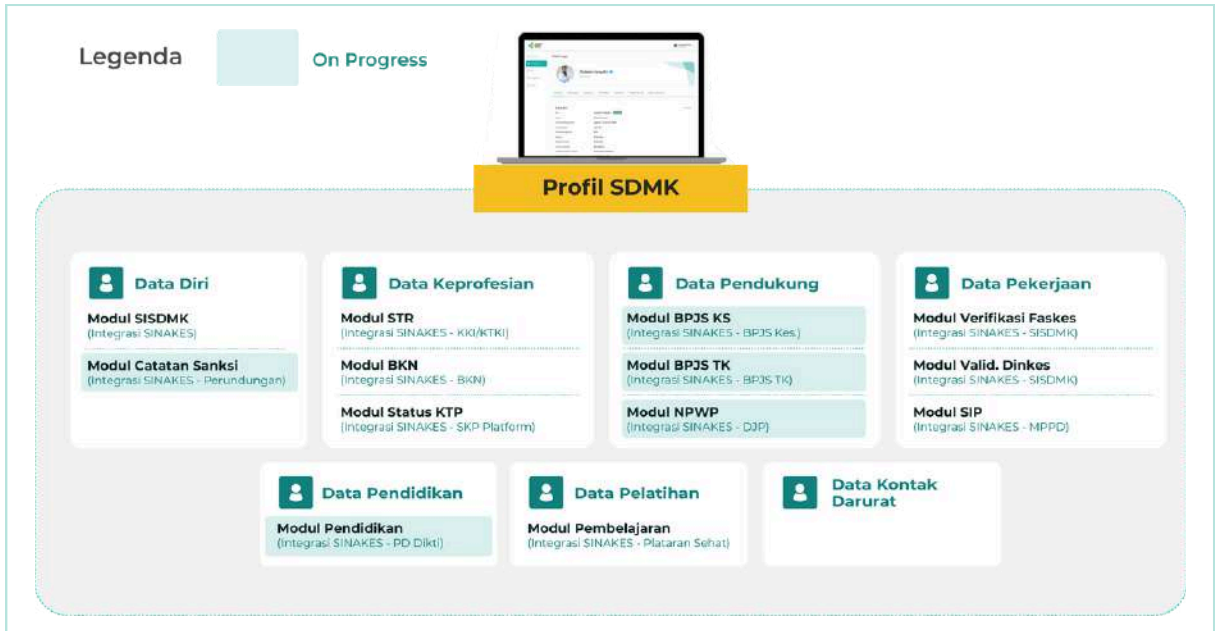 Legenda
On Progress
Profil SDMK
Data Diri
Modul SISDMK
(Integrasi SINAKES)
Modul Catatan Sanksi
(Integrasi SINAKES - Perundungan)
Data Keprofesian
Modul STR
(Integrasi SINAKES - KKI/KTKI)
Modul BKN
(Integrasi SINAKES - BKN)
Modul Status KTP
(Integrasi SINAKES - SKP Platform)
Data Pendukung
Modul BPJS KS
(Integrasi SINAKES - BPJS Kes.)
Modul BPJS TK
(Integrasi SINAKES - BPJS TK)
Modul NPWP
(Integrasi SINAKES - DJP)
Data Pekerjaan
Modul Verifikasi Faskes
(Integrasi SINAKES - SISDMK)
Modul Valid. Dinkes
(Integrasi SINAKES - SISDMK)
Modul SIP
(Integrasi SINAKES - MPPD)
Data Pendidikan
Modul Pendidikan
(Integrasi SINAKES - PD Dikti)
Data Pelatihan
Modul Pembelajaran
(Integrasi SINAKES - Plataran Sehat)
Data Kontak
Darurat